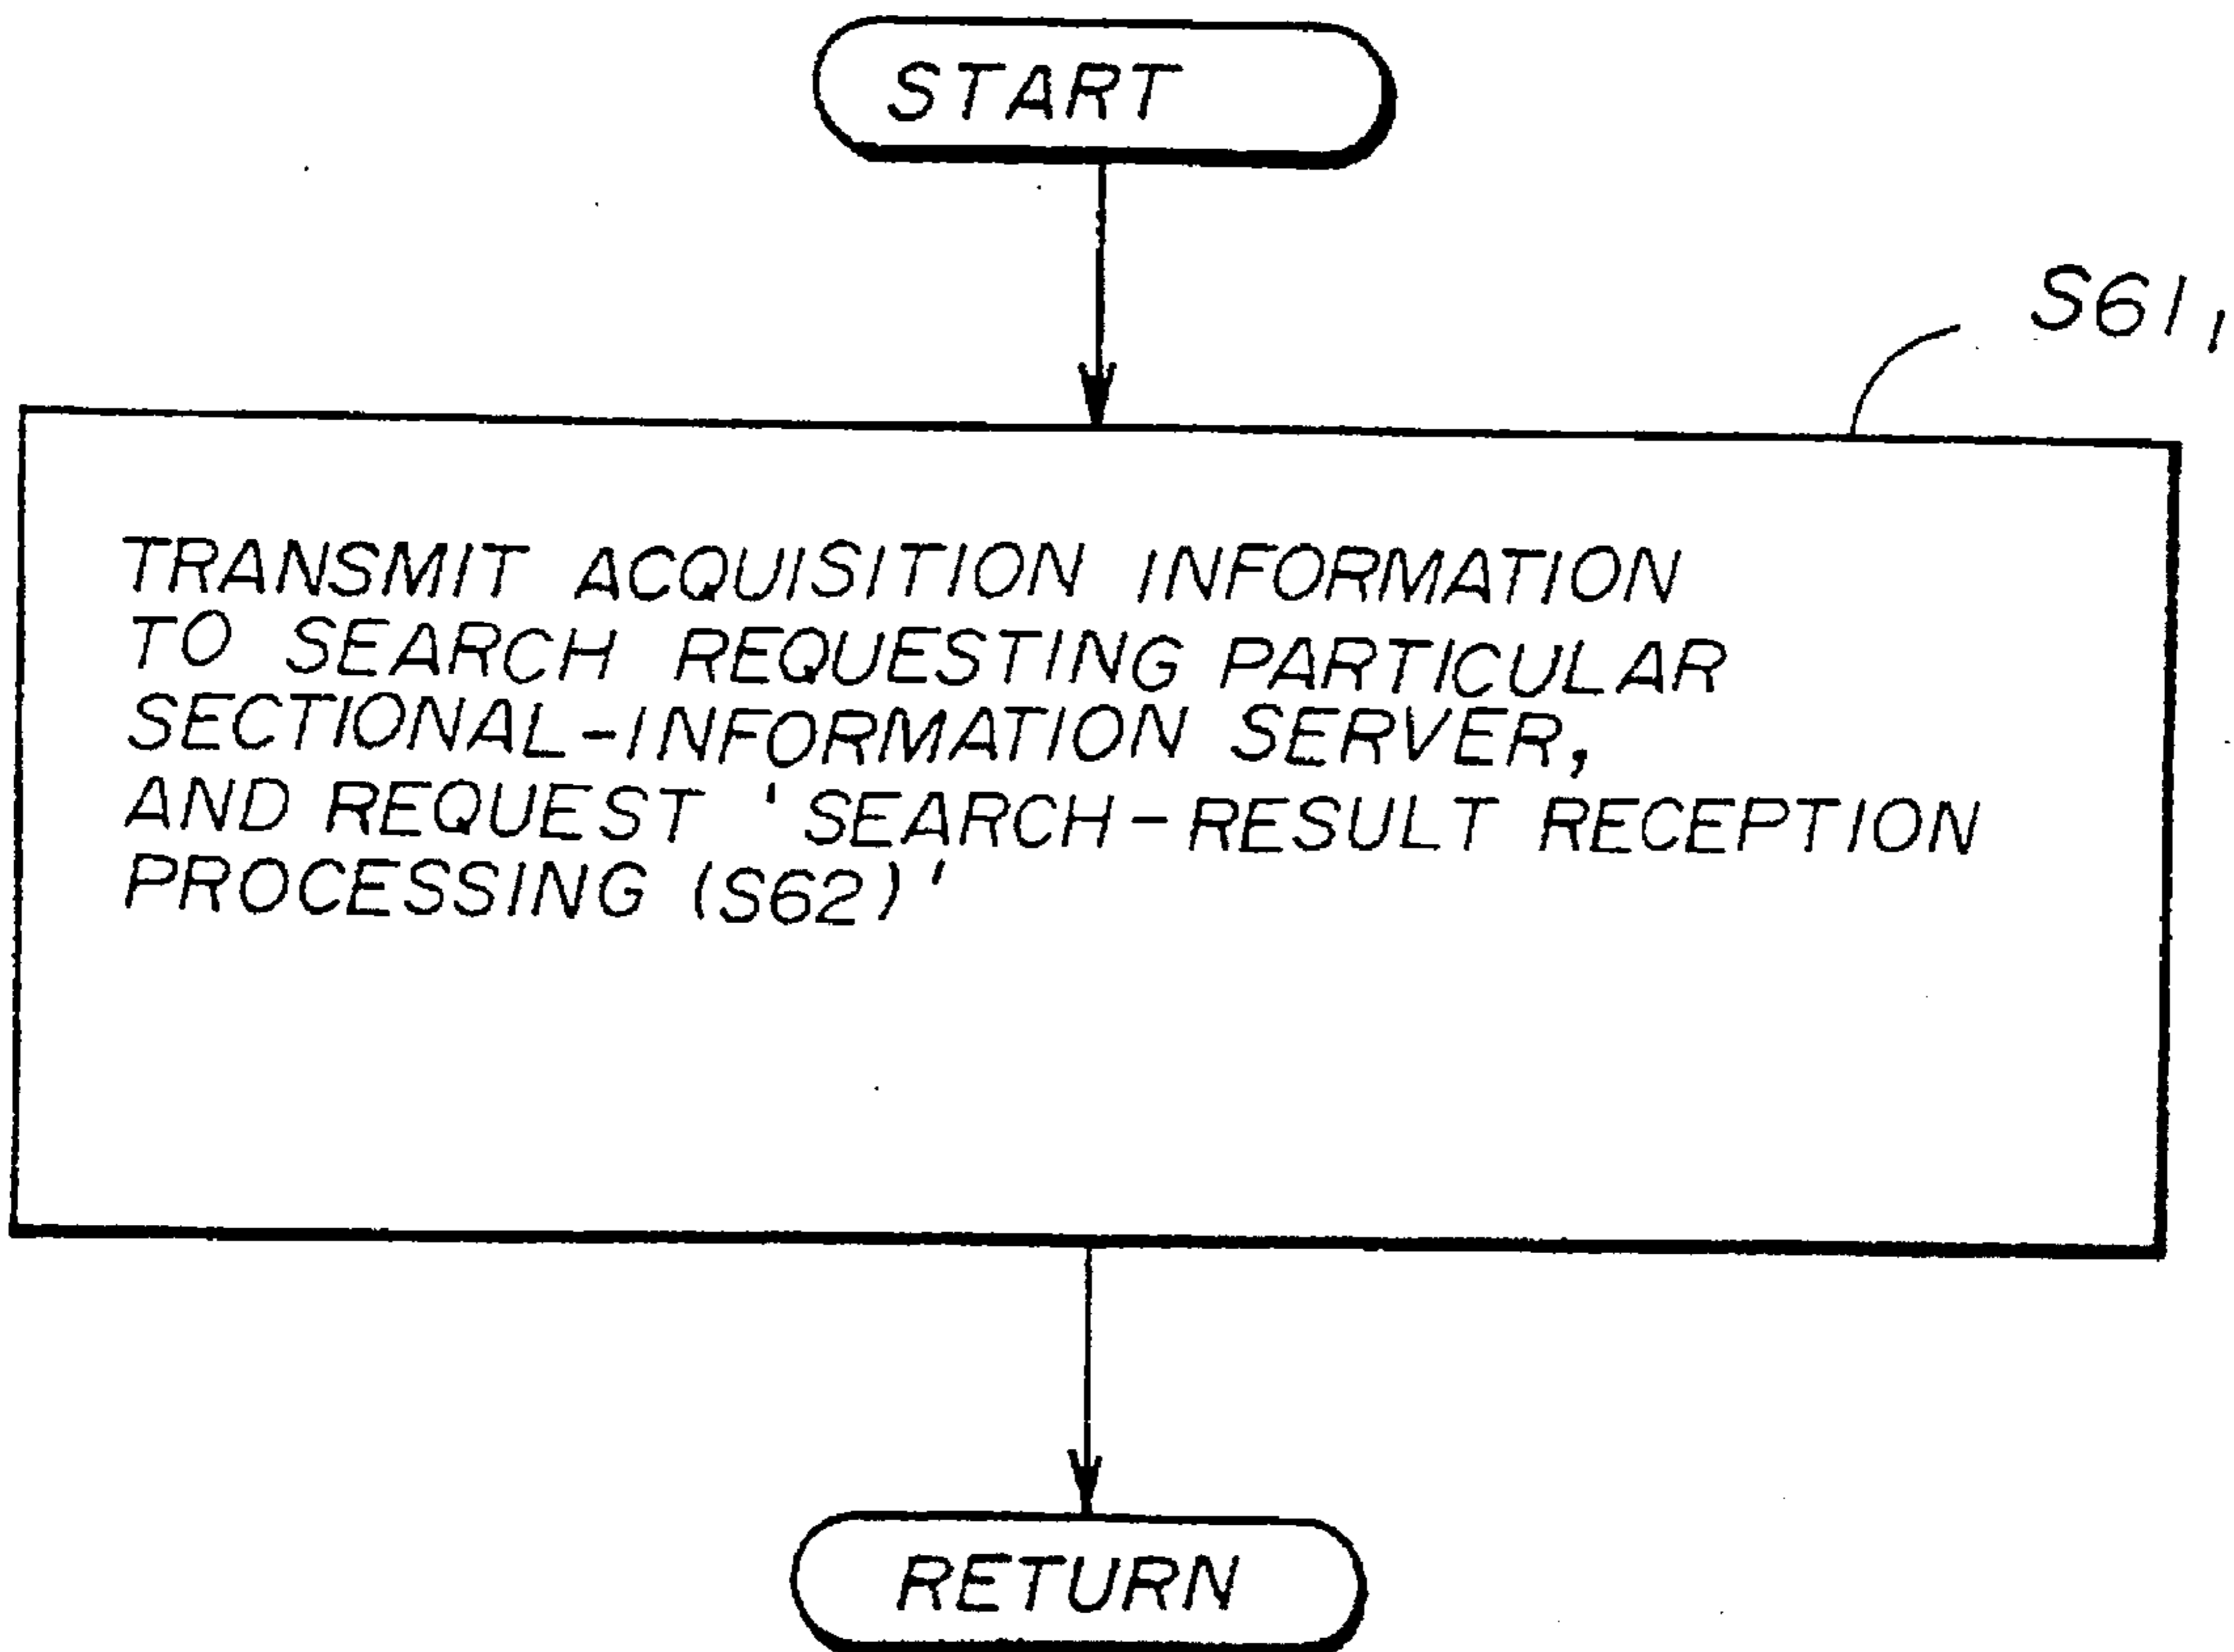 START
S61₁
TRANSMIT ACQUISITION INFORMATION
TO SEARCH REQUESTING PARTICULAR
SECTIONAL-INFORMATION SERVER,
AND REQUEST 'SEARCH-RESULT RECEPTION
PROCESSING (S62)'
RETURN